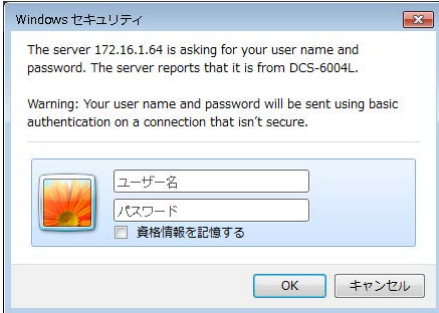 Windows セキュリティ
The server 172.16.1.64 is asking for your user name and
password. The server reports that it is from DCS-6004L.
Warning: Your user name and password will be sent using basic
authentication on a connection that isn't secure.
ユーザー名
パスワード
資格情報を記憶する
OK
キャンセル